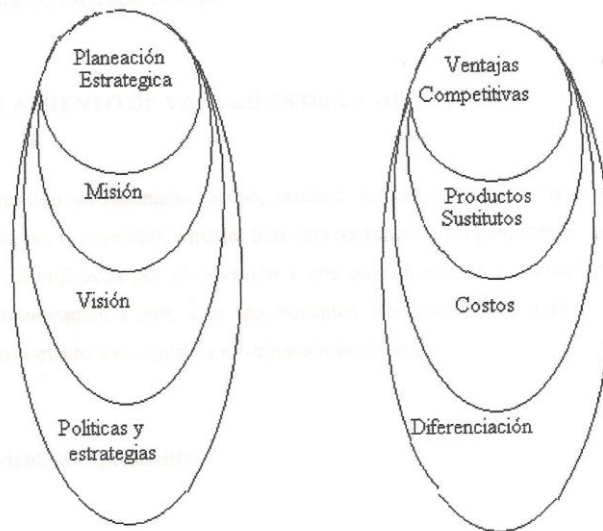 Planeación
Estrategica
Misión
Visión
Politicas y
estrategias
Ventajas
Competitivas
Productos
Sustitutos
Costos
Diferenciación